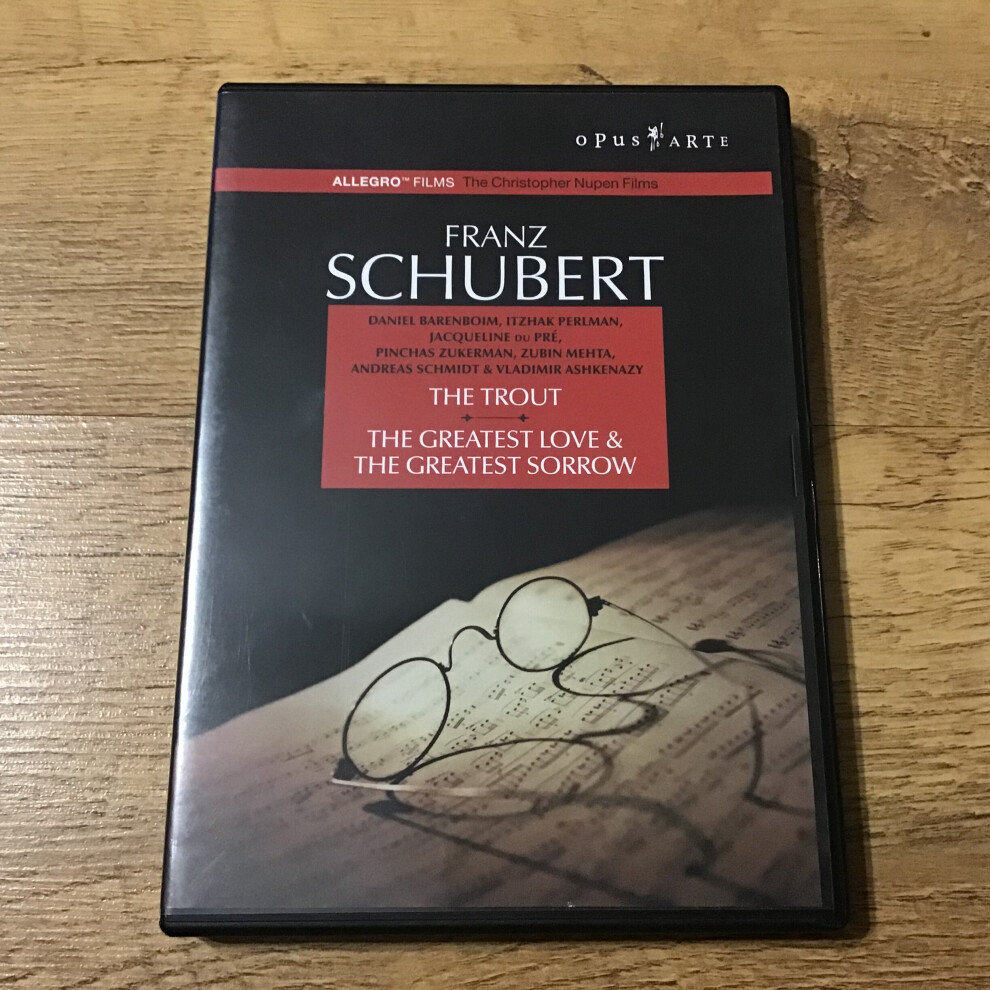 OPUS ARTE
ALLEGRO™ FILMS The Christopher Nupen Films
FRANZ
SCHUBERT
DANIEL BARENBOIM, ITZHAK PERLMAN,
JACQUELINE DU PRÉ,
PINCHAS ZUKERMAN, ZUBIN MEHTA,
ANDREAS SCHMIDT & VLADIMIR ASHKENAZY
THE TROUT
THE GREATEST LOVE &
THE GREATEST SORROW